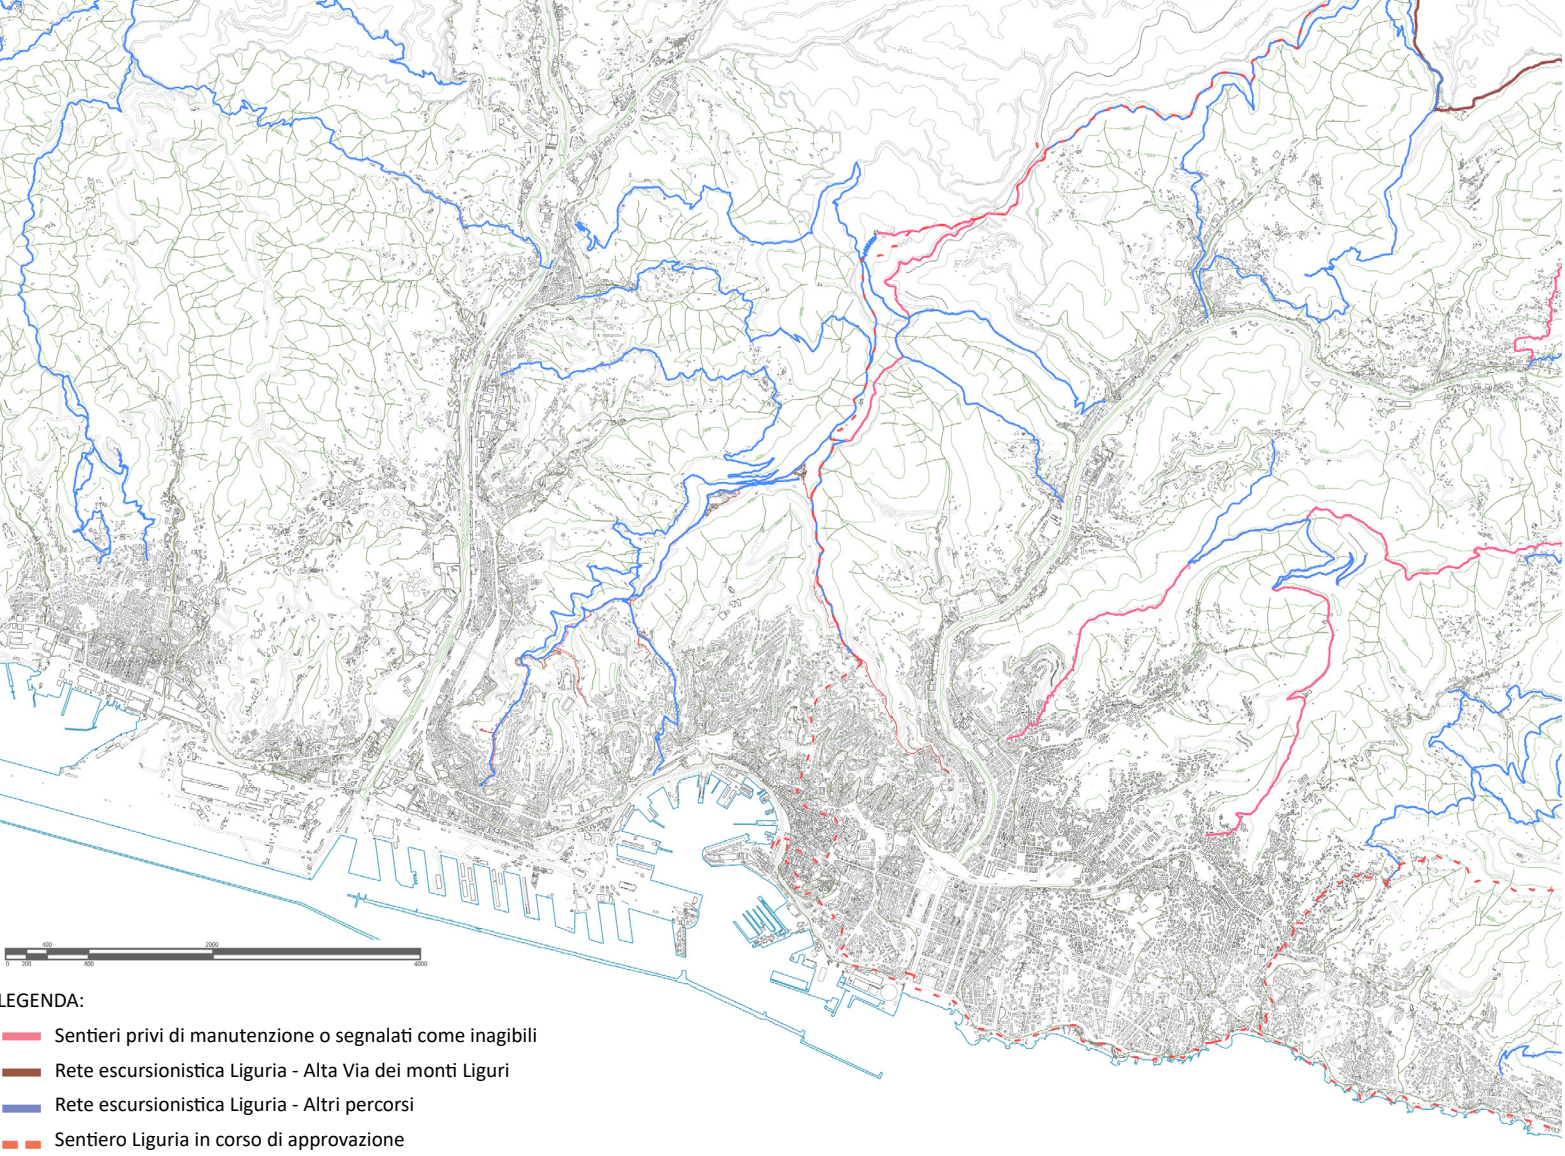 400 2000
0 200 800 4000
LEGENDA:
Sentieri privi di manutenzione o segnalati come inagibili
Rete escursionistica Liguria - Alta Via dei monti Liguri
Rete escursionistica Liguria - Altri percorsi
Sentiero Liguria in corso di approvazione